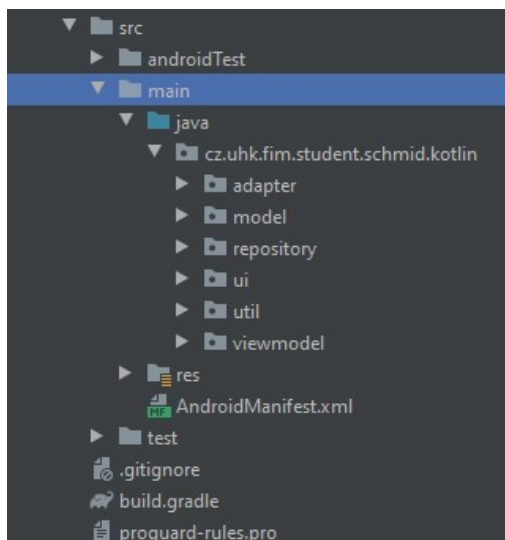 src
androidTest
main
java
cz.uhk.fim.student.schmid.kotlin
adapter
model
repository
ui
util
viewmodel
res
MF AndroidManifest.xml
test
.gitignore
build.gradle
proguard-rules.pro